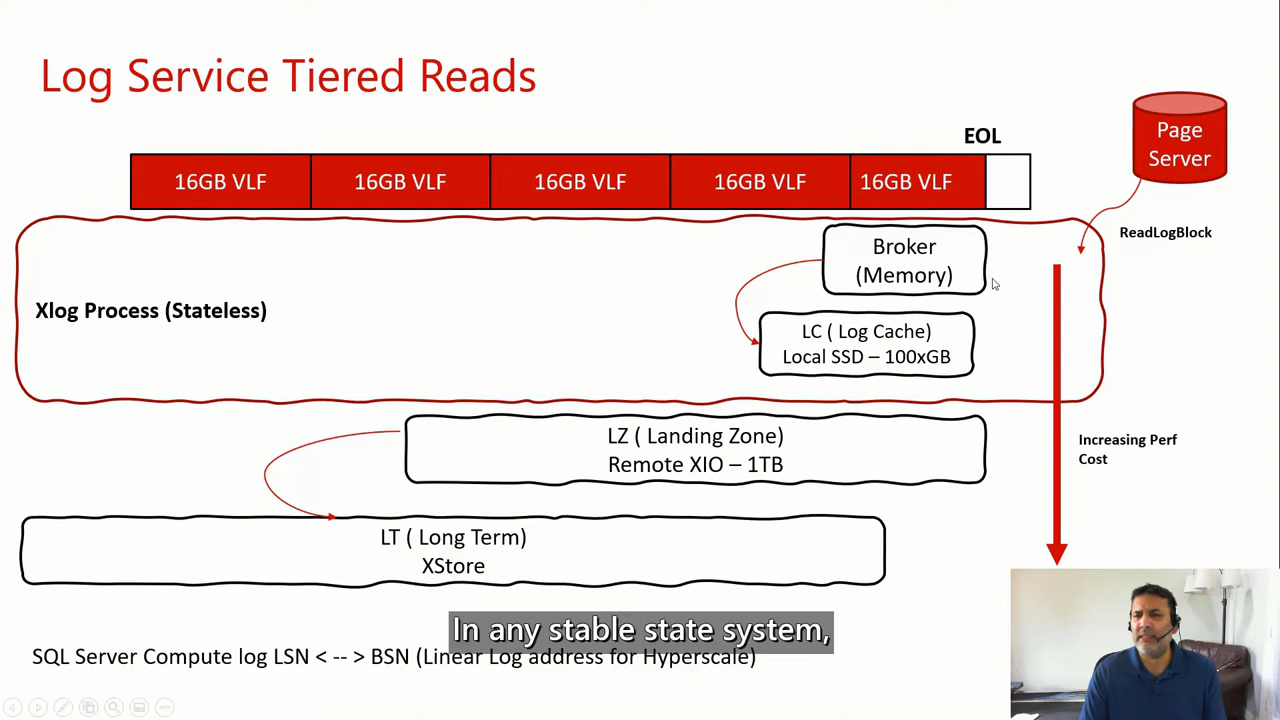 Log Service Tiered Reads
EOL
Page
Server
16GB VLF
16GB VLF
16GB VLF
16GB VLF
16GB VLF
ReadLogBlock
Broker
(Memory)
Xlog Process (Stateless)
LC ( Log Cache)
Local SSD – 100xGB
LZ ( Landing Zone)
Remote XIO – 1TB
Increasing Perf
Cost
LT ( Long Term)
XStore
In any stable state system,
SQL Server Compute log LSN < -- > BSN (Linear Log address for Hyperscale)